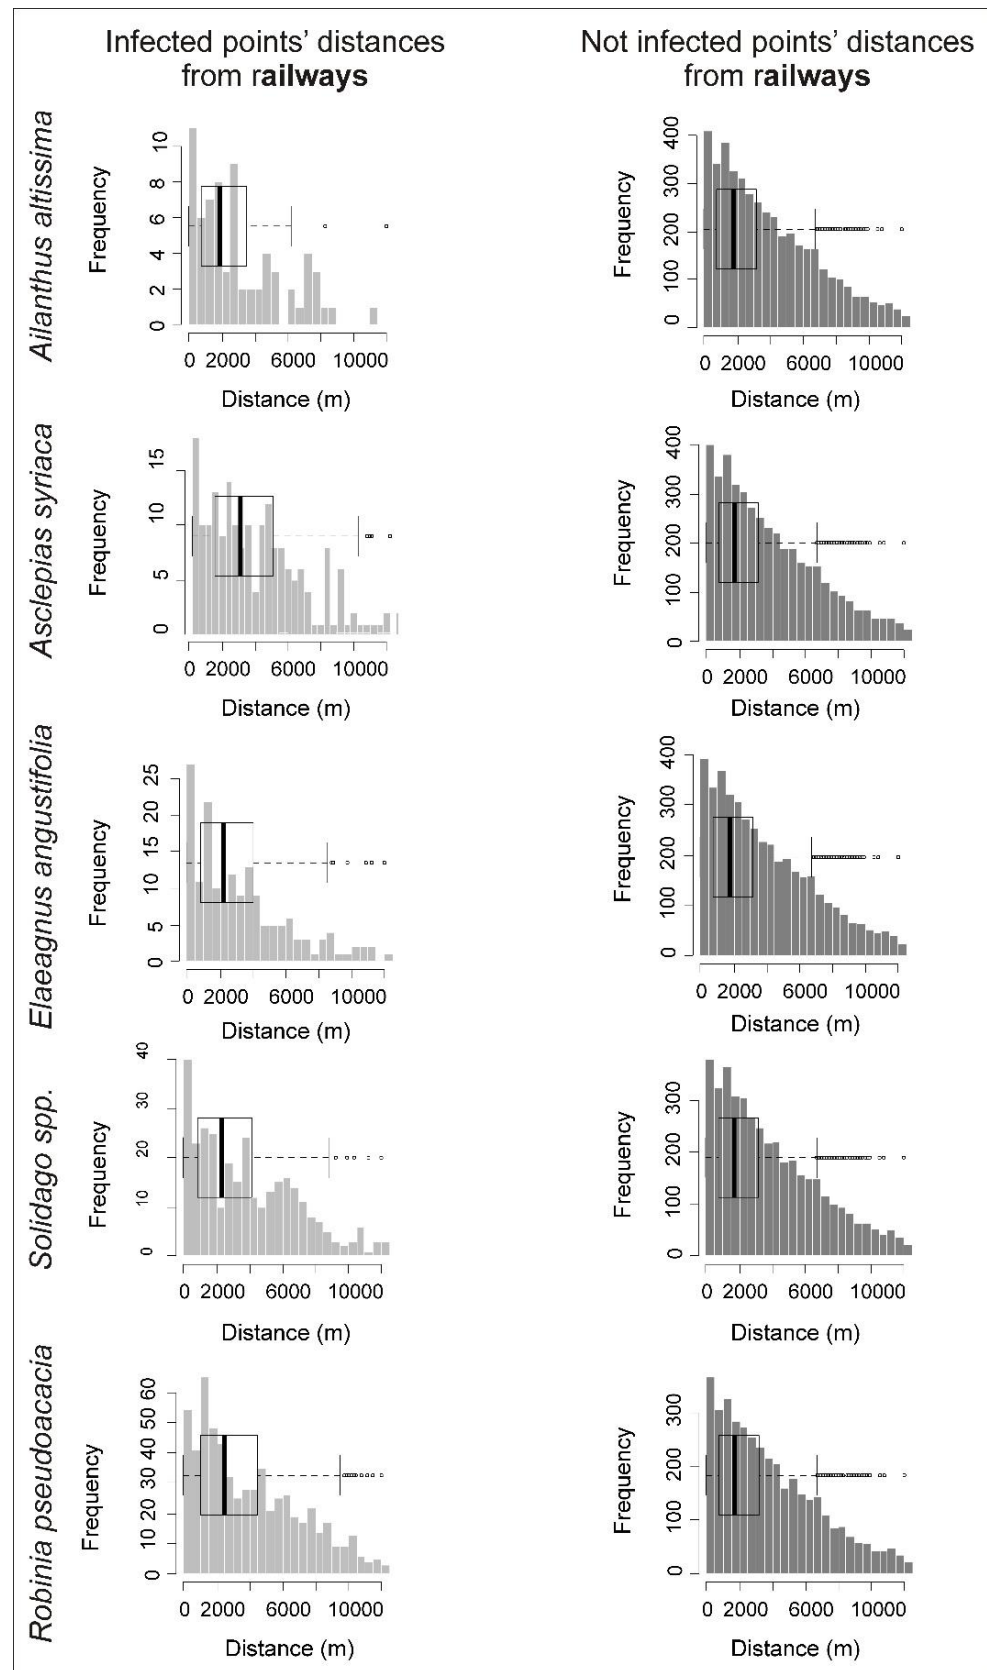 Infected points’ distances
from railways
Not infected points’ distances
from railways
Ailanthus altissima
Frequency
0 2 4 6 8 10
0 2000 6000 10000
Distance (m)
Frequency
0 100 200 300 400
0 2000 6000 10000
Distance (m)
Asclepias syriaca
Frequency
0 5 10 15
0 2000 6000 10000
Distance (m)
Frequency
0 100 200 300 400
0 2000 6000 10000
Distance (m)
Elaeagnus angustifolia
Frequency
0 5 10 15 20 25
0 2000 6000 10000
Distance (m)
Frequency
0 100 200 300 400
0 2000 6000 10000
Distance (m)
Solidago spp.
Frequency
0 10 20 30 40
0 2000 6000 10000
Distance (m)
Frequency
0 100 200 300
0 2000 6000 10000
Distance (m)
Robinia pseudoacacia
Frequency
0 10 20 30 40 50 60
0 2000 6000 10000
Distance (m)
Frequency
0 100 200 300
0 2000 6000 10000
Distance (m)